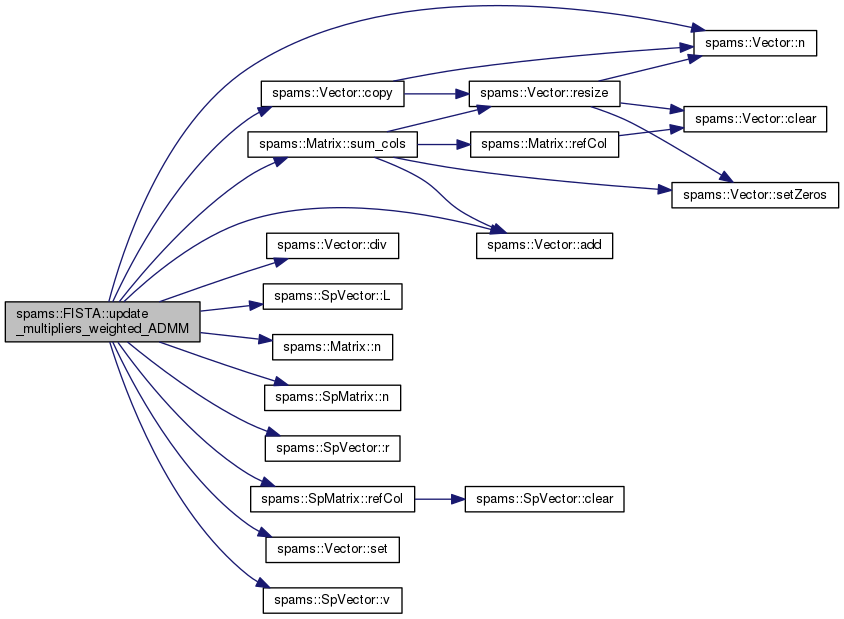 spams::Vector::n
spams::Vector::copy
spams::Vector::resize
spams::Vector::clear
spams::Matrix::sum_cols
spams::Matrix::refCol
spams::Vector::setZeros
spams::Vector::div
spams::Vector::add
spams::SpVector::L
spams::FISTA::update
_multipliers_weighted_ADMM
spams::Matrix::n
spams::SpMatrix::n
spams::SpVector::r
spams::SpMatrix::refCol
spams::SpVector::clear
spams::Vector::set
spams::SpVector::v